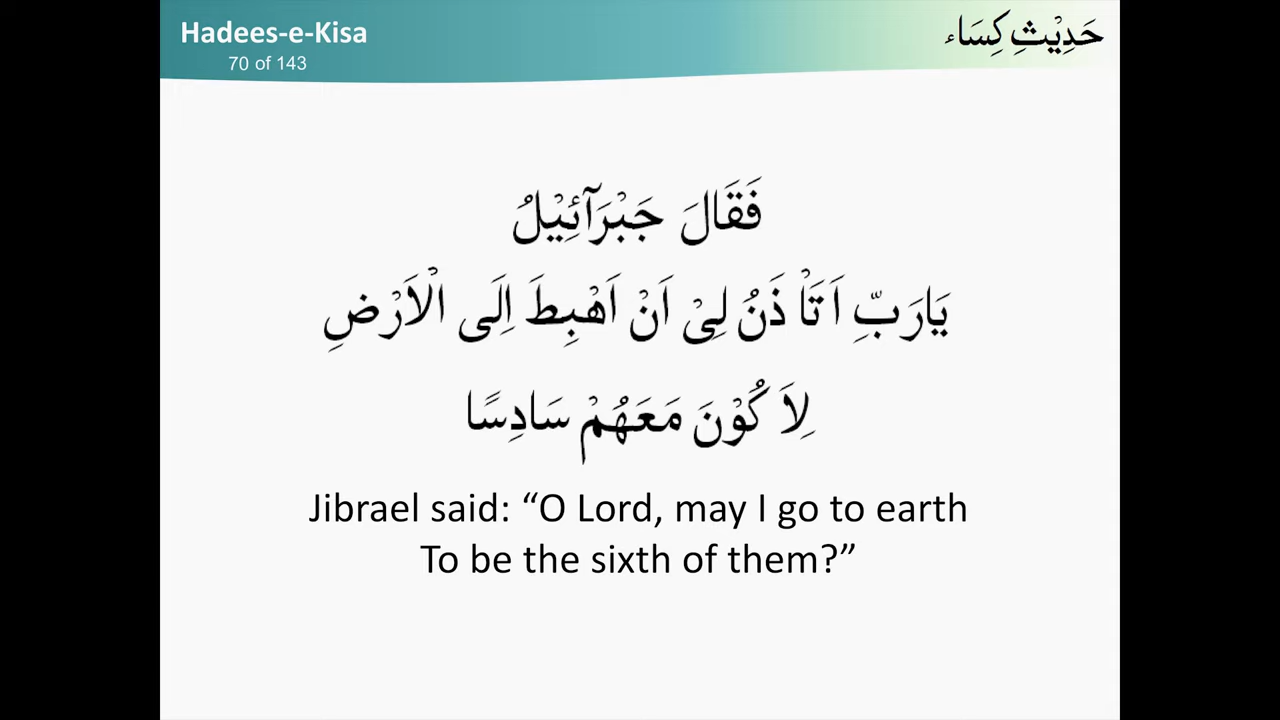 Hadees-e-Kisa
حَدِيْثِ كِسَاء
70 of 143
فَقَالَ جَبْرَآئِيْلُ
يَارَبِّ اَتَاْ ذَنُ لِىْ اَنْ اَهْبِطَ اِلَى الْاَرْضِ
لِاَ كُوْنَ مَعَهُمْ سَادِسًا
Jibrael said: “O Lord, may I go to earth
To be the sixth of them?”